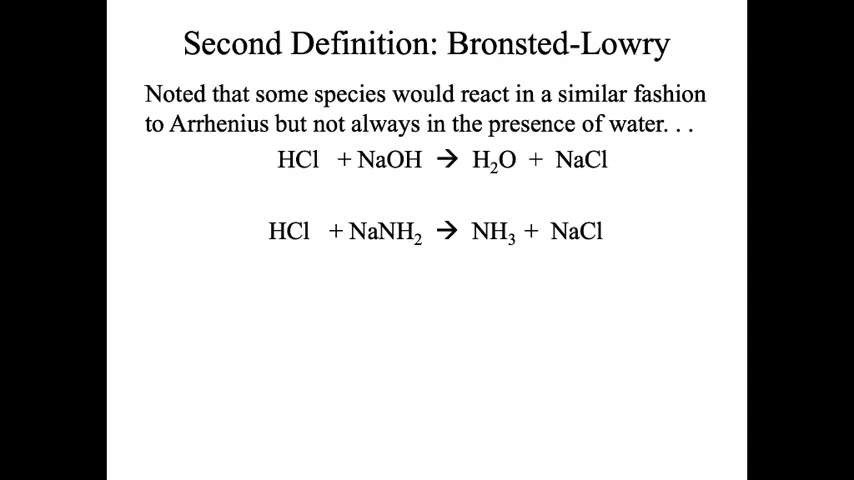 Second Definition: Bronsted-Lowry
Noted that some species would react in a similar fashion
to Arrhenius but not always in the presence of water. . .
HCl + NaOH → H₂O + NaCl
HCl + NaNH₂ → NH₃ + NaCl